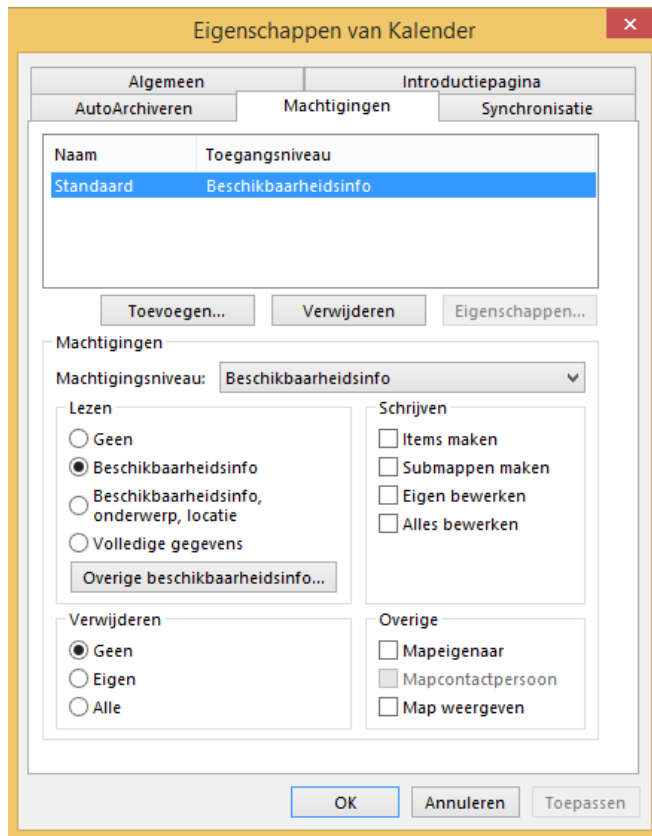 Eigenschappen van Kalender
Algemeen Introductiepagina
AutoArchiveren Machtigingen Synchronisatie
Naam Toegangsniveau
Standaard Beschikbaarheidsinfo
Toevoegen... Verwijderen Eigenschappen...
Machtigingen
Machtigingsniveau: Beschikbaarheidsinfo
Lezen
Geen
Beschikbaarheidsinfo
Beschikbaarheidsinfo,
onderwerp, locatie
Volledige gegevens
Overige beschikbaarheidsinfo...
Schrijven
Items maken
Submappen maken
Eigen bewerken
Alles bewerken
Verwijderen
Geen
Eigen
Alle
Overige
Mapeigenaar
Mapcontactpersoon
Map weergeven
OK Annuleren Toepassen